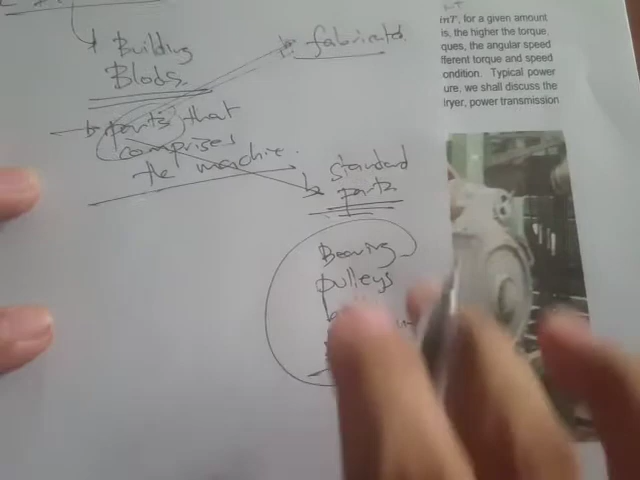 Building
Blocks.
fabricated
parts that
comprises
the machine.
standard
parts
Bearing
pulleys
for a given amount
is, the higher the torque,
ques, the angular speed
fferent torque and speed
ondition. Typical power
ure, we shall discuss the
dryer, power transmission